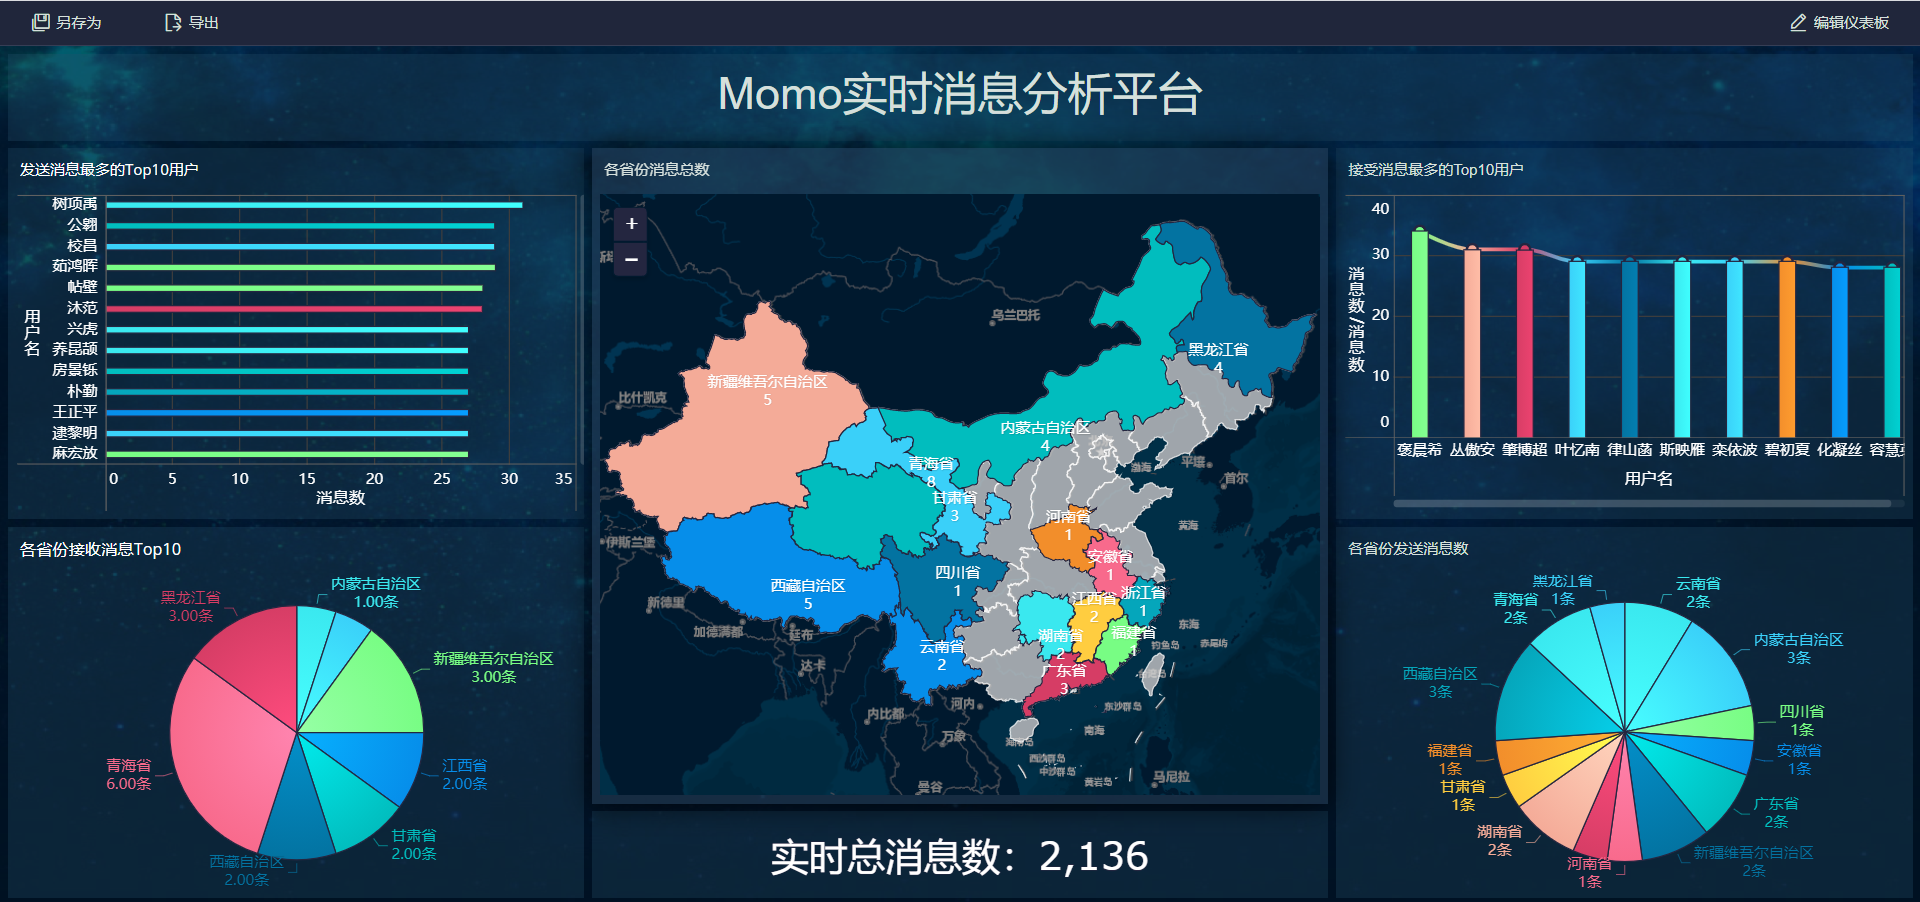 另存为
导出
编辑仪表板
Momo实时消息分析平台
发送消息最多的Top10用户
用户名
树项禹
公翱
校昌
茹鸿晖
帖壁
沐范
兴虎
养昆颉
房景铄
朴勤
王正平
逮黎明
麻宏放
0 5 10 15 20 25 30 35
消息数
各省份消息总数
+
−
乌兰巴托
黑龙江省
4
新疆维吾尔自治区
5
比什凯克
内蒙古自治区
4
青海省
8
平壤
渤海
首尔
甘肃省
3
河南省
1
黄海
伊斯兰堡
安徽省
1
四川省
1
西藏自治区
5
浙江省
1
江西省
2
新德里
加德满都
延布
东海
福建省
1
湖南省
2
钓鱼岛
赤尾屿
云南省
2
达卡
广东省
3
河内
东沙群岛
内比都
南海
万象
海南岛
西沙群岛
中沙群岛
黄岩岛
马尼拉
曼谷
接受消息最多的Top10用户
消息数/消息数
40
30
20
10
0
褒晨希 丛傲安 肇博超 叶忆南 律山菡 斯映雁 栾依波 碧初夏 化凝丝 容慧
用户名
各省份接收消息Top10
内蒙古自治区
1.00条
黑龙江省
3.00条
新疆维吾尔自治区
3.00条
青海省
6.00条
江西省
2.00条
甘肃省
2.00条
西藏自治区
2.00条
实时总消息数：2,136
各省份发送消息数
黑龙江省
1条
云南省
2条
青海省
2条
内蒙古自治区
3条
西藏自治区
3条
四川省
1条
福建省
1条
安徽省
1条
甘肃省
1条
广东省
2条
湖南省
2条
新疆维吾尔自治区
2条
河南省
1条